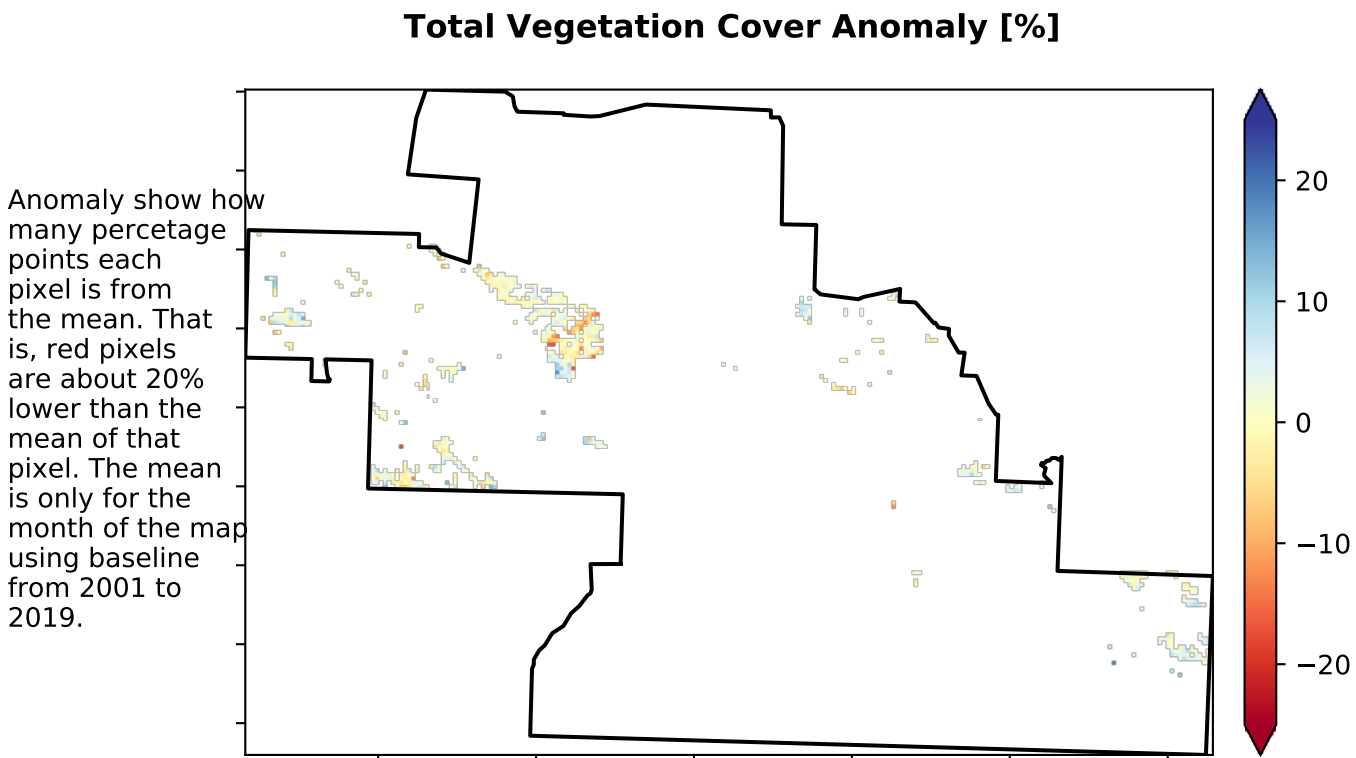 Total Vegetation Cover Anomaly [%]
Anomaly show how
many percetage
points each
pixel is from
the mean. That
is, red pixels
are about 20%
lower than the
mean of that
pixel. The mean
is only for the
month of the map
using baseline
from 2001 to
2019.
20
10
0
−10
−20